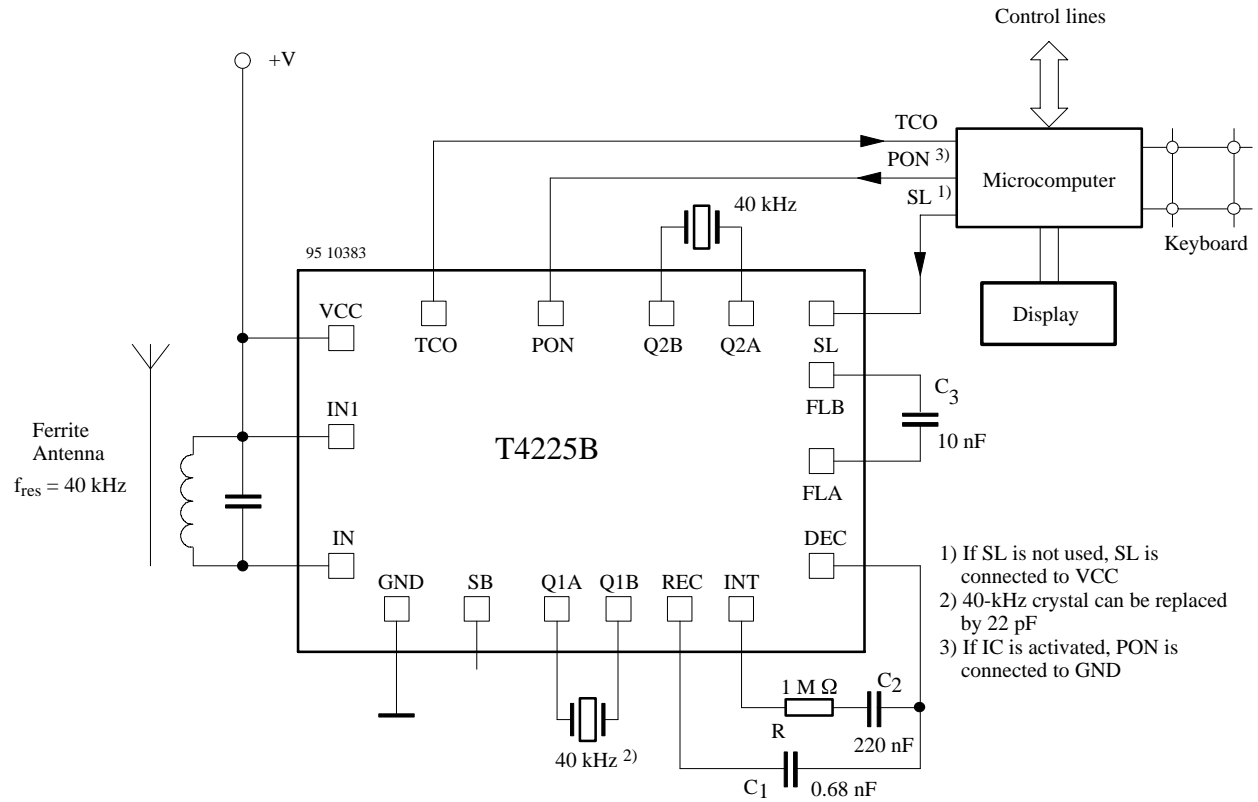 Control lines
+V
TCO
PON 3)
SL 1)
Microcomputer
Keyboard
Display
40 kHz
95 10383
VCC
TCO
PON
Q2B
Q2A
SL
FLB
C3
10 nF
FLA
IN1
T4225B
Ferrite
Antenna
fres = 40 kHz
IN
DEC
GND
SB
Q1A
Q1B
REC
INT
1) If SL is not used, SL is
connected to VCC
2) 40-kHz crystal can be replaced
by 22 pF
3) If IC is activated, PON is
connected to GND
1 M Ω
C2
R
220 nF
40 kHz 2)
C1
0.68 nF